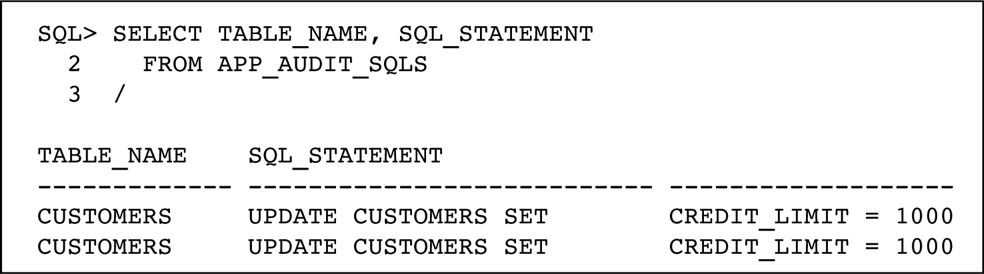 SQL> SELECT TABLE_NAME, SQL_STATEMENT
2 FROM APP_AUDIT_SQLS
3 /
TABLE_NAME SQL_STATEMENT
------------- --------------------------- -------------------
CUSTOMERS UPDATE CUSTOMERS SET CREDIT_LIMIT = 1000
CUSTOMERS UPDATE CUSTOMERS SET CREDIT_LIMIT = 1000